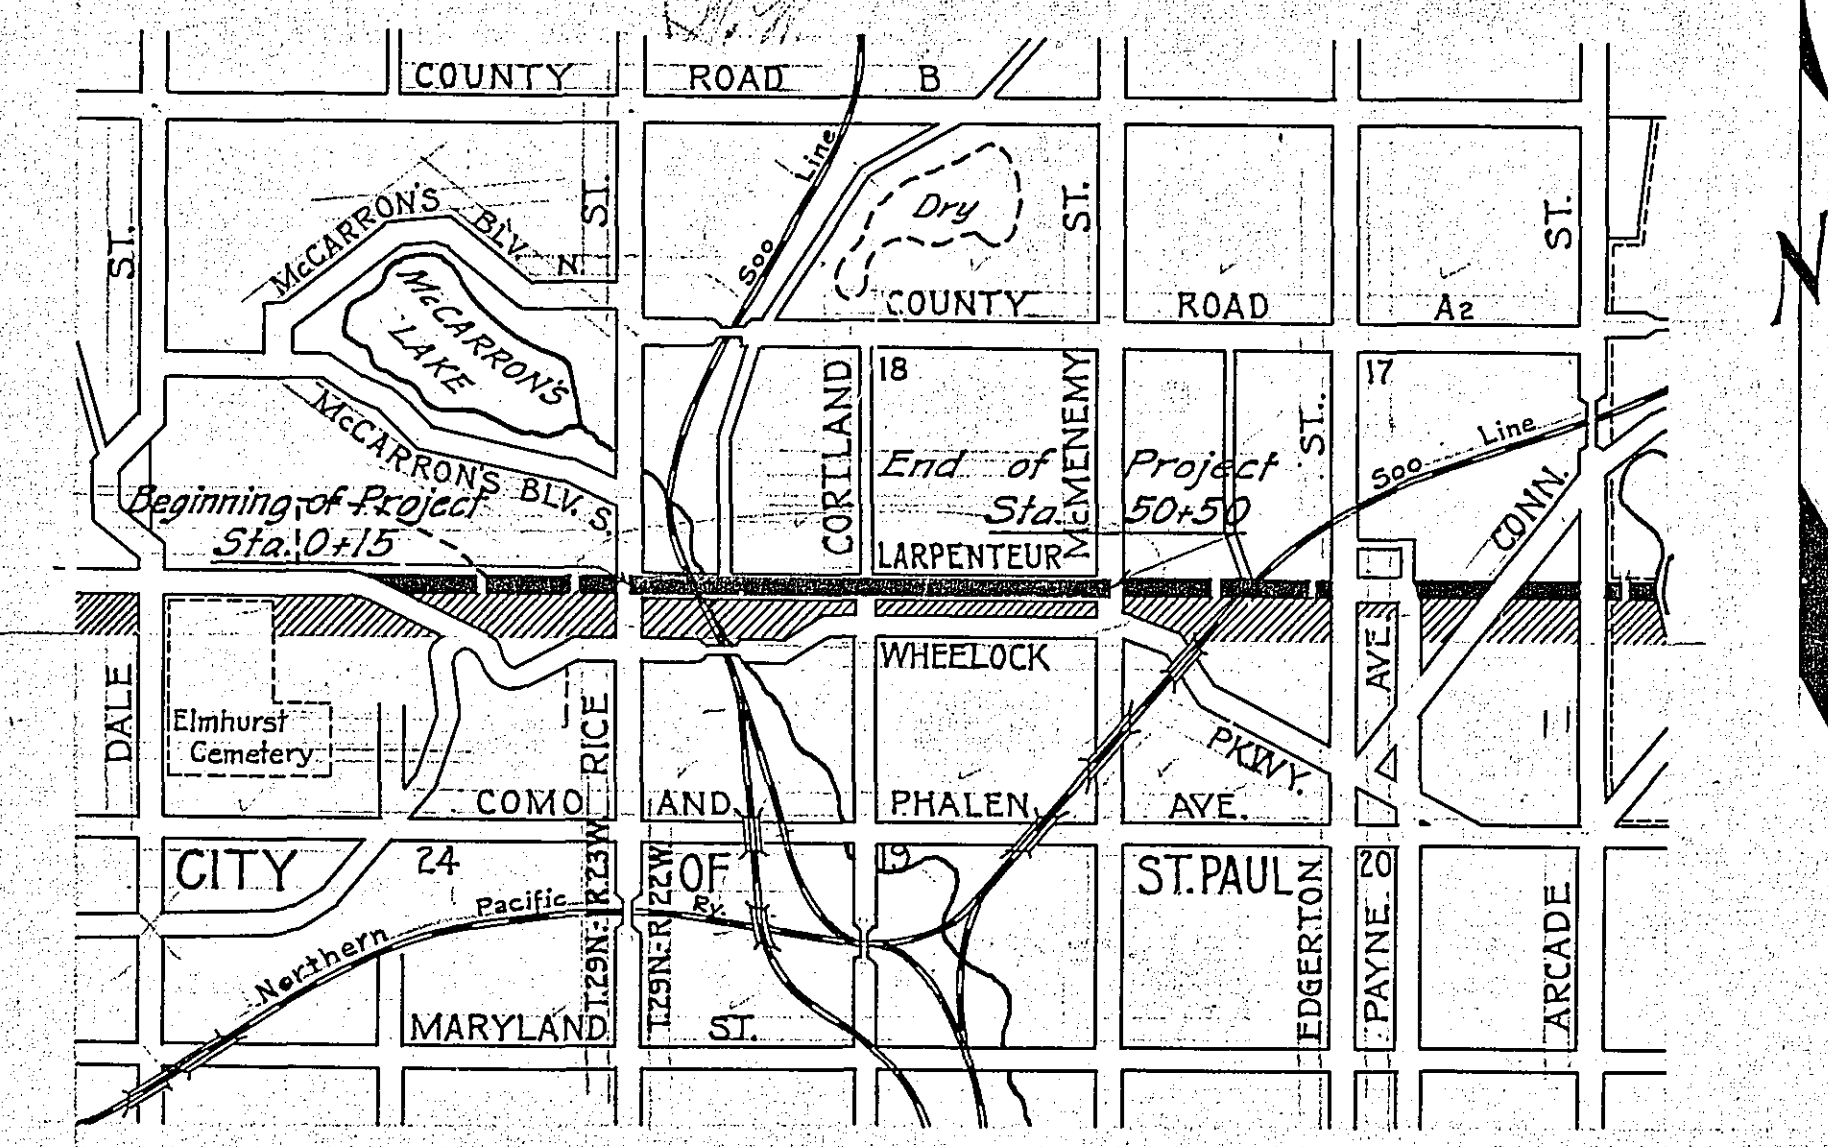 COUNTY ROAD B
Soo Line
Dry
ST.
ST.
ST.
ST.
McCARRON'S BLV. N.
McCARRON'S
LAKE
COUNTY ROAD A2
18
17
CORTLAND
McMENEMY
ST.
McCARRON'S BLV. S.
Soo Line
CONN.
End of Project
Sta. 50+50
Beginning of Project
Sta. 0+15
LARPENTEUR
WHEELOCK
PKWY.
AVE.
DALE
Elmhurst
Cemetery
RICE
COMO AND PHALEN AVE.
CITY OF ST. PAUL
24
19
20
Northern Pacific Ry.
T.29N.-R.23W.
T.29N.-R.22W.
EDGERTON
PAYNE
ARCADE
MARYLAND ST.
N